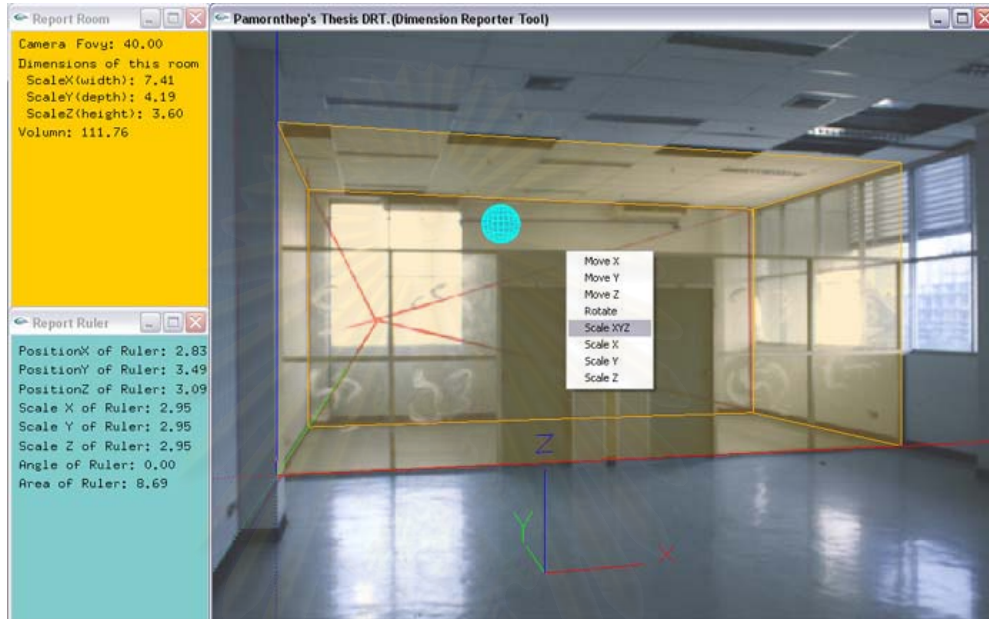 Report Room
Camera Fovy: 40.00
Dimensions of this room
ScaleX(width): 7.41
ScaleY(depth): 4.19
ScaleZ(height): 3.60
Volumn: 111.76
Report Ruler
PositionX of Ruler: 2.83
PositionY of Ruler: 3.49
PositionZ of Ruler: 3.09
Scale X of Ruler: 2.95
Scale Y of Ruler: 2.95
Scale Z of Ruler: 2.95
Angle of Ruler: 0.00
Area of Ruler: 8.69
Pamornthep's Thesis DRT.(Dimension Reporter Tool)
Move X
Move Y
Move Z
Rotate
Scale XYZ
Scale X
Scale Y
Scale Z
Z
Y
X